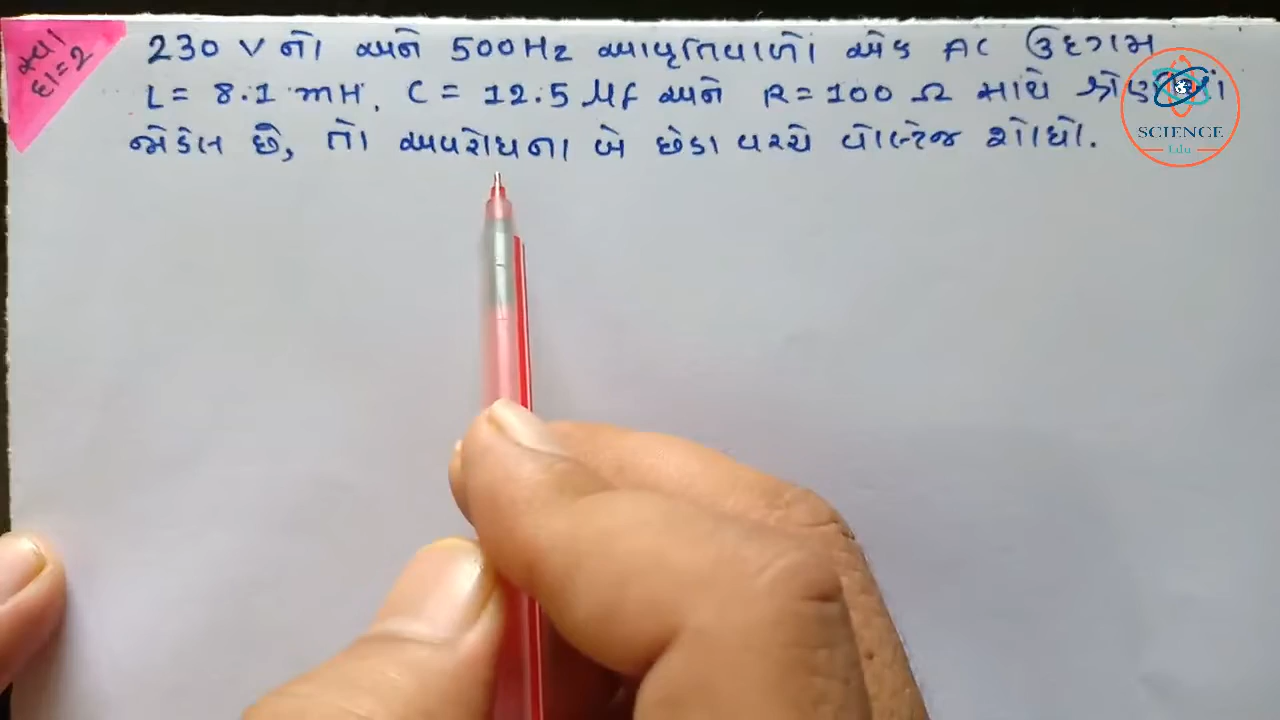 સ્વા
દા=2
230 V નો અને 500Hz આવૃત્તિવાળો એક AC ઉદગમ
L = 8.1 mH, C = 12.5 μf અને R = 100 Ω સાથે
જોડેલ છે, તો અવરોધના બે છેડા વચ્ચે વોલ્ટેજ શોધો.
SCIENCE
Edu.